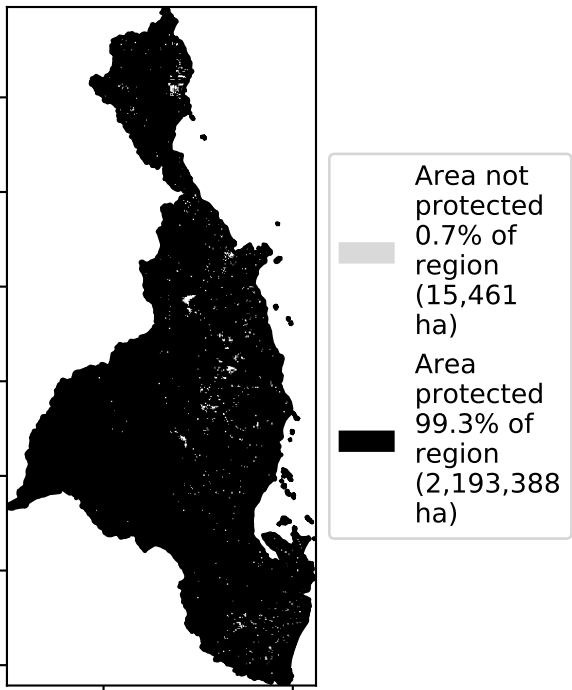 Area not
protected
0.7% of
region
(15,461
ha)
Area
protected
99.3% of
region
(2,193,388
ha)